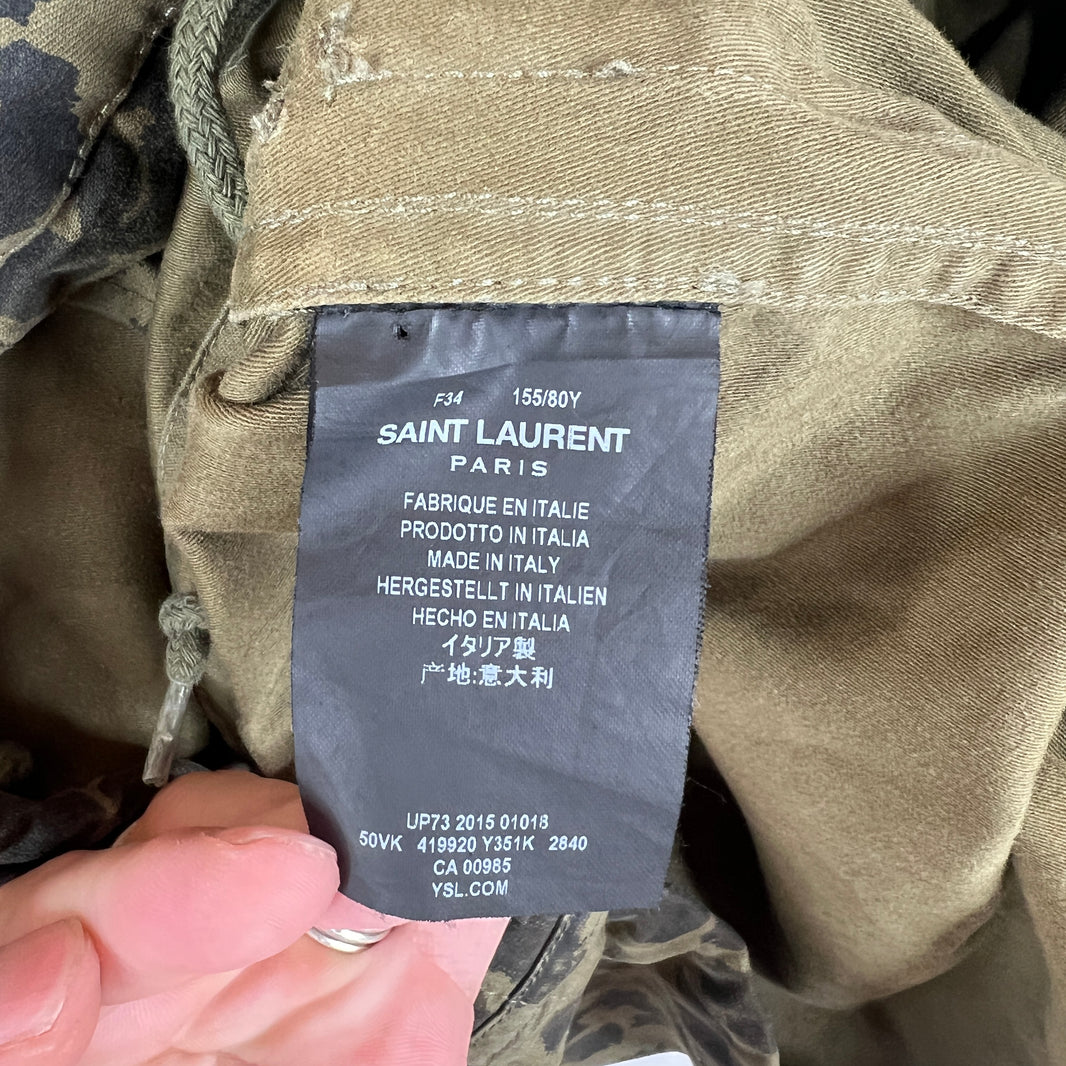 F34 155/80Y
SAINT LAURENT
PARIS
FABRIQUE EN ITALIE
PRODOTTO IN ITALIA
MADE IN ITALY
HERGESTELLT IN ITALIEN
HECHO EN ITALIA
イタリア製
产地:意大利
UP73 2015 01018
50VK 419920 Y351K 2840
CA 00985
YSL.COM